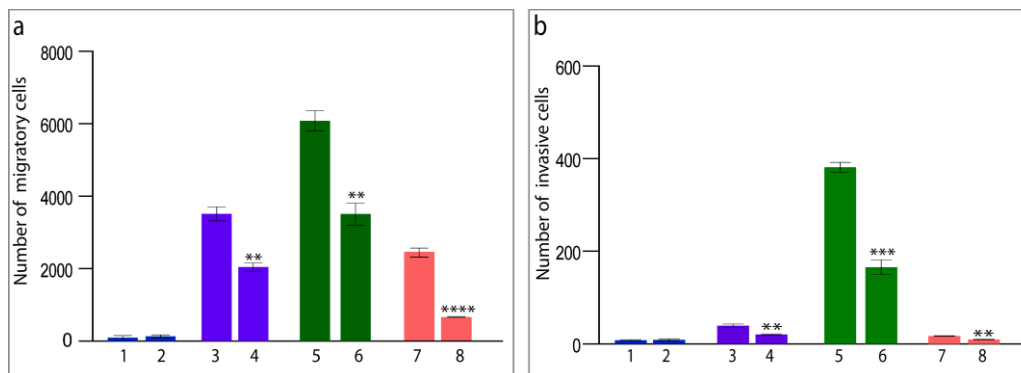 a
Number of migratory cells
8000
6000
4000
2000
0
**
**
****
1 2 3 4 5 6 7 8
b
Number of invasive cells
600
400
200
0
**
***
**
1 2 3 4 5 6 7 8